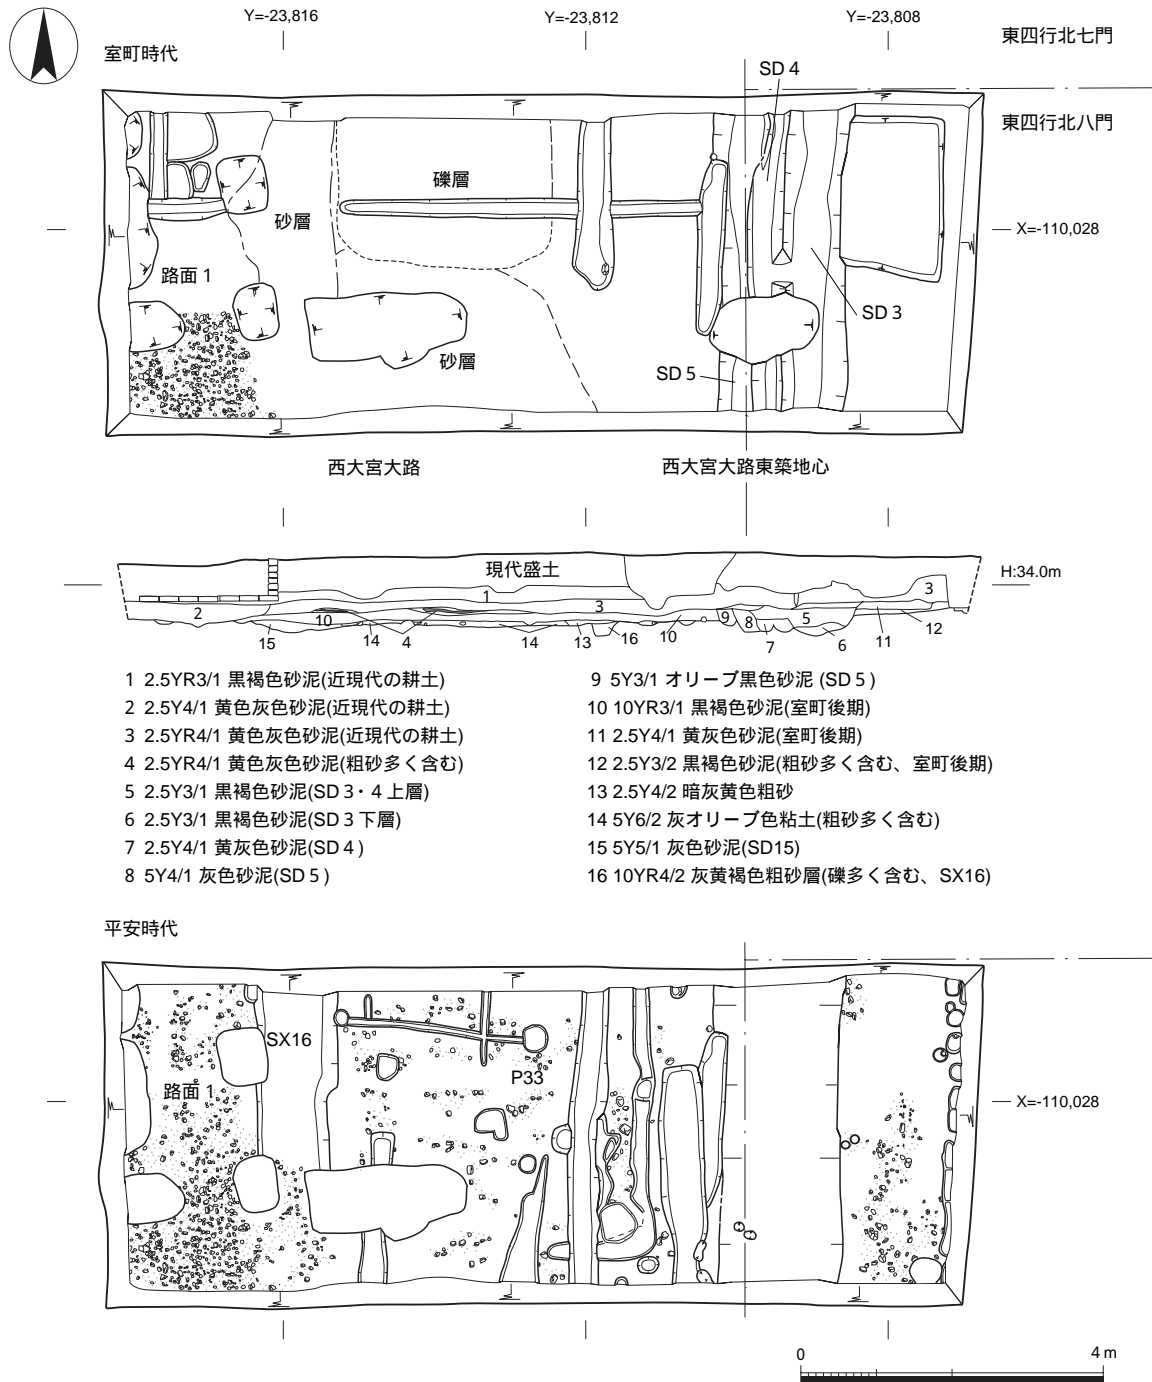 Y=-23,816
Y=-23,812
Y=-23,808
東四行北七門
室町時代
SD 4
東四行北八門
礫層
砂層
X=-110,028
路面 1
SD 3
砂層
SD 5
西大宮大路
西大宮大路東築地心
現代盛土
H:34.0m
1
3
3
2
10
9
8
5
15
14
4
14
13
16
10
7
6
11
12
1 2.5YR3/1 黒褐色砂泥(近現代の耕土)
2 2.5Y4/1 黄色灰色砂泥(近現代の耕土)
3 2.5YR4/1 黄色灰色砂泥(近現代の耕土)
4 2.5YR4/1 黄色灰色砂泥(粗砂多く含む)
5 2.5Y3/1 黒褐色砂泥(SD 3・4 上層)
6 2.5Y3/1 黒褐色砂泥(SD 3 下層)
7 2.5Y4/1 黄灰色砂泥(SD 4 )
8 5Y4/1 灰色砂泥(SD 5 )
9 5Y3/1 オリーブ黒色砂泥 (SD 5 )
10 10YR3/1 黒褐色砂泥(室町後期)
11 2.5Y4/1 黄灰色砂泥(室町後期)
12 2.5Y3/2 黒褐色砂泥(粗砂多く含む、室町後期)
13 2.5Y4/2 暗灰黄色粗砂
14 5Y6/2 灰オリーブ色粘土(粗砂多く含む)
15 5Y5/1 灰色砂泥(SD15)
16 10YR4/2 灰黄褐色粗砂層(礫多く含む、SX16)
平安時代
SX16
P33
路面 1
X=-110,028
0
4 m